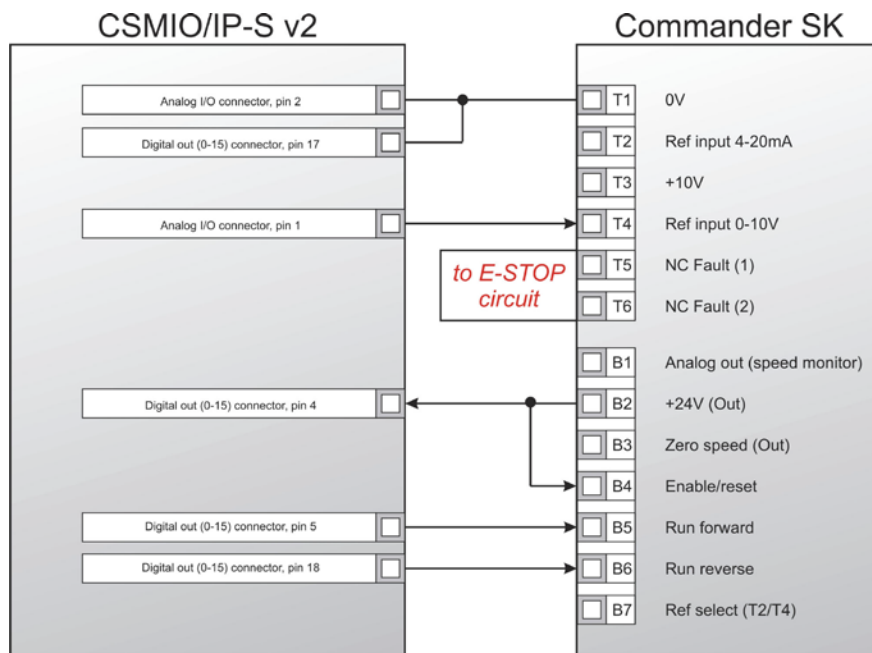 CSMIO/IP-S v2
Commander SK
Analog I/O connector, pin 2
T1 0V
Digital out (0-15) connector, pin 17
T2 Ref input 4-20mA
T3 +10V
Analog I/O connector, pin 1
T4 Ref input 0-10V
to E-STOP
circuit
T5 NC Fault (1)
T6 NC Fault (2)
B1 Analog out (speed monitor)
Digital out (0-15) connector, pin 4
B2 +24V (Out)
B3 Zero speed (Out)
B4 Enable/reset
Digital out (0-15) connector, pin 5
B5 Run forward
Digital out (0-15) connector, pin 18
B6 Run reverse
B7 Ref select (T2/T4)